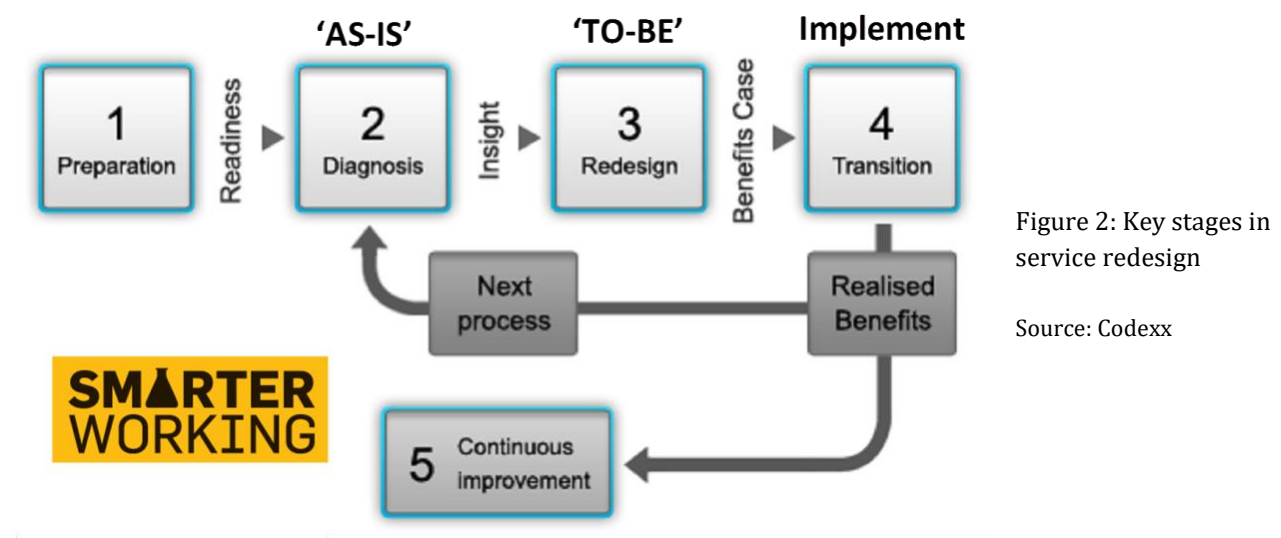 ‘AS-IS’
‘TO-BE’
Implement
1
Preparation
Readiness
2
Diagnosis
Insight
3
Redesign
Benefits Case
4
Transition
Next
process
Realised
Benefits
Figure 2: Key stages in
service redesign
Source: Codexx
SMARTER
WORKING
5
Continuous
improvement